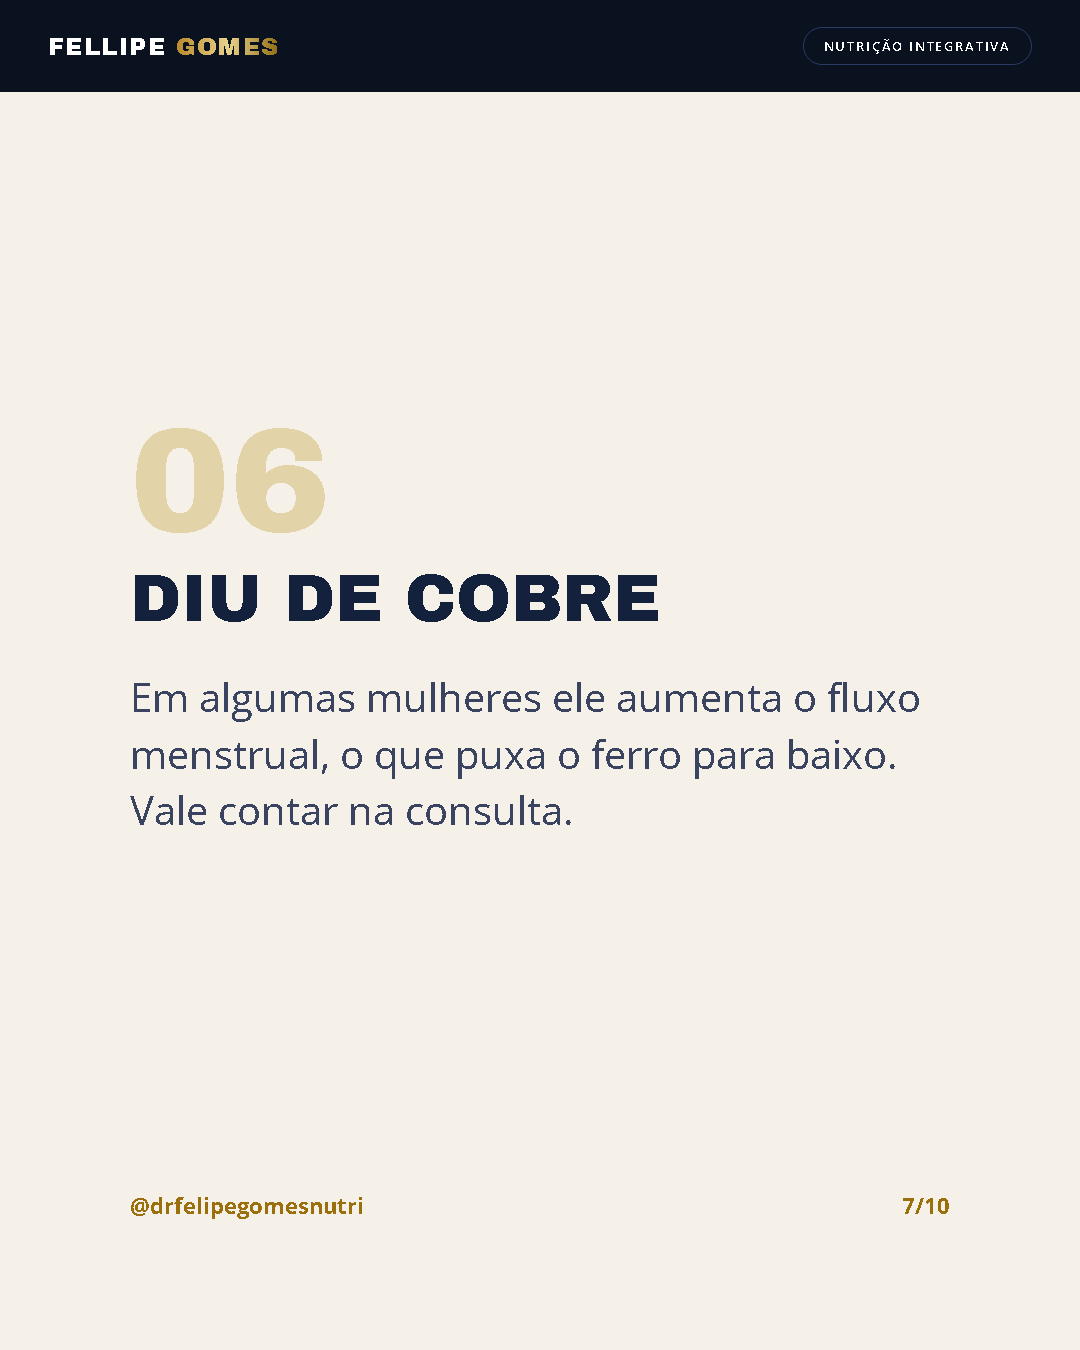 FELLIPE GOMES
NUTRIÇÃO INTEGRATIVA
06
DIU DE COBRE
Em algumas mulheres ele aumenta o fluxo
menstrual, o que puxa o ferro para baixo.
Vale contar na consulta.
@drfelipegomesnutri
7/10